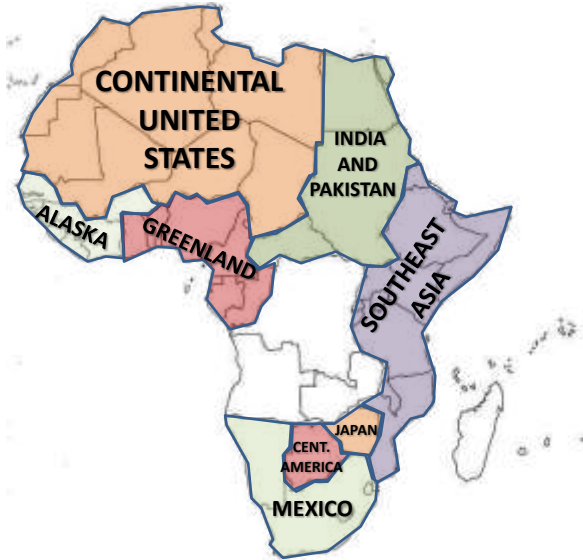 CONTINENTAL
UNITED
STATES
INDIA
AND
PAKISTAN
ALASKA
GREENLAND
SOUTHEAST
ASIA
JAPAN
CENT.
AMERICA
MEXICO